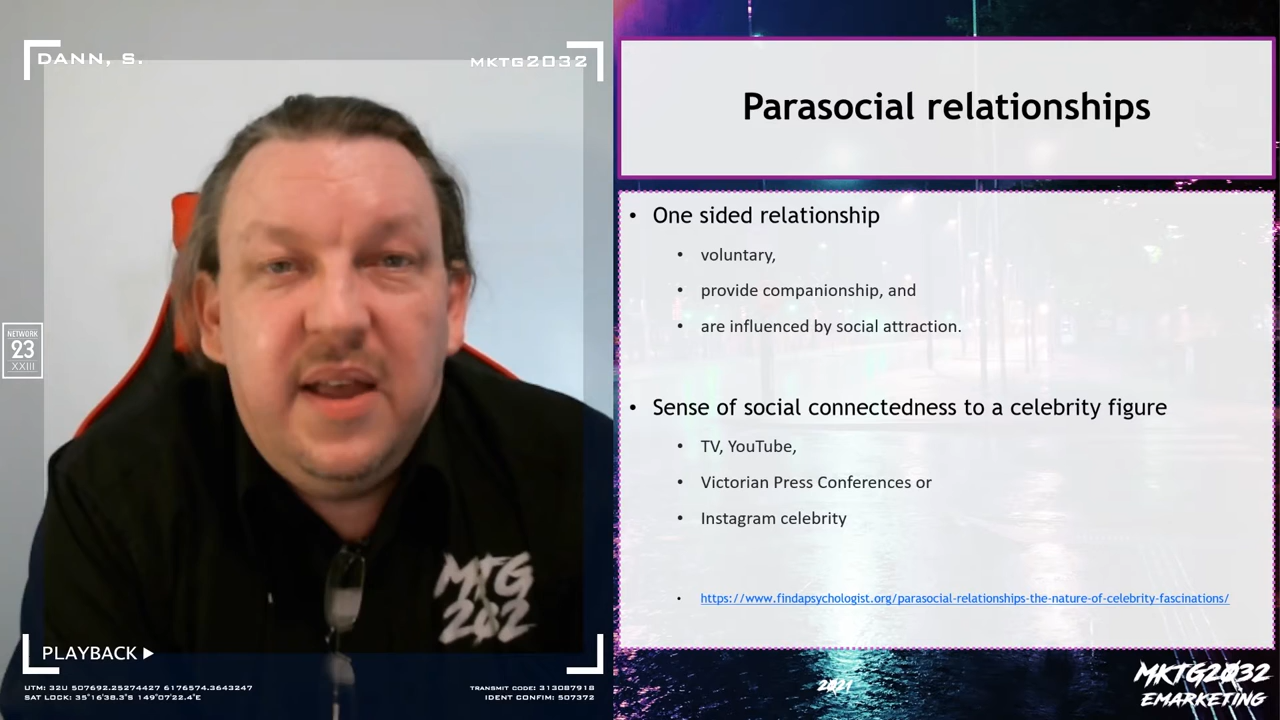 DANN, S.
MKTG2032
NETWORK
23
XXIII
MTG
202
PLAYBACK
UTM: 32U 507692.25274427 6176574.3643247
SAT LOCK: 35°16'38.3"S 149°07'22.4"E
TRANSMIT CODE: 313087918
IDENT CONFIM: 507372
Parasocial relationships
• One sided relationship
• voluntary,
• provide companionship, and
• are influenced by social attraction.
• Sense of social connectedness to a celebrity figure
• TV, YouTube,
• Victorian Press Conferences or
• Instagram celebrity
• https://www.findapsychologist.org/parasocial-relationships-the-nature-of-celebrity-fascinations/
2021
MKTG2032
EMARKETING